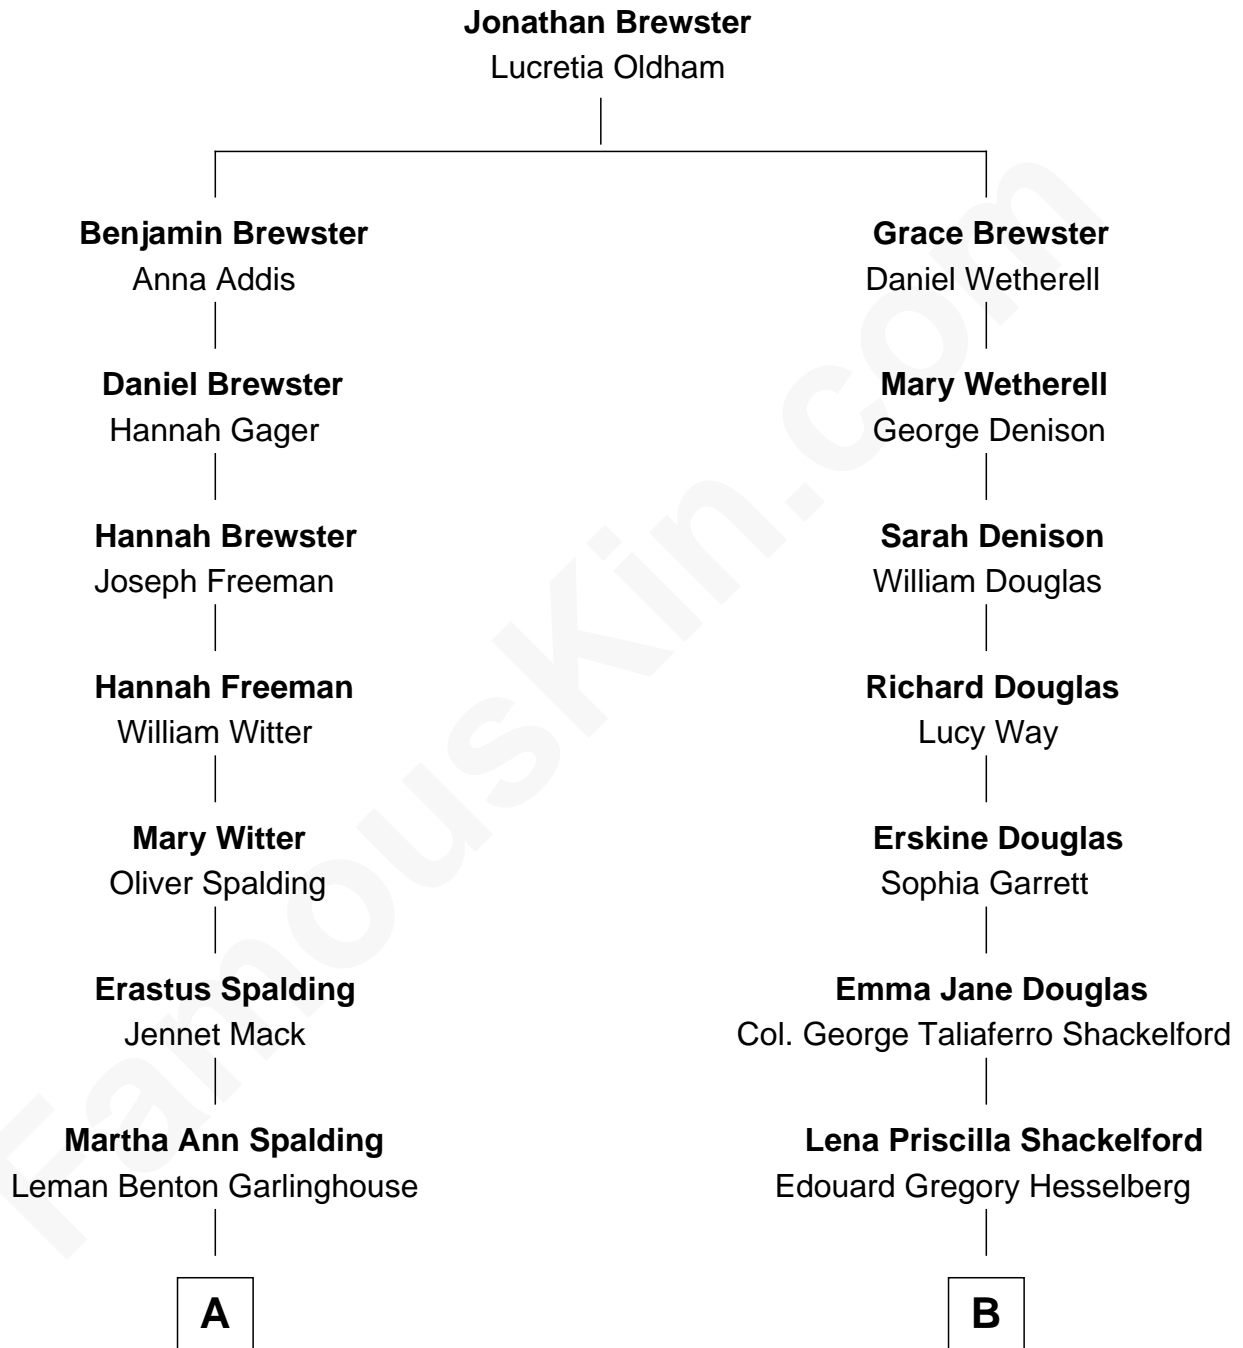 Jonathan Brewster
Lucretia Oldham
Benjamin Brewster
Anna Addis
Daniel Brewster
Hannah Gager
Hannah Brewster
Joseph Freeman
Hannah Freeman
William Witter
Mary Witter
Oliver Spalding
Erastus Spalding
Jennet Mack
Martha Ann Spalding
Leman Benton Garlinghouse
A
Grace Brewster
Daniel Wetherell
Mary Wetherell
George Denison
Sarah Denison
William Douglas
Richard Douglas
Lucy Way
Erskine Douglas
Sophia Garrett
Emma Jane Douglas
Col. George Taliaferro Shackelford
Lena Priscilla Shackelford
Edouard Gregory Hesselberg
B
FamousKin.com